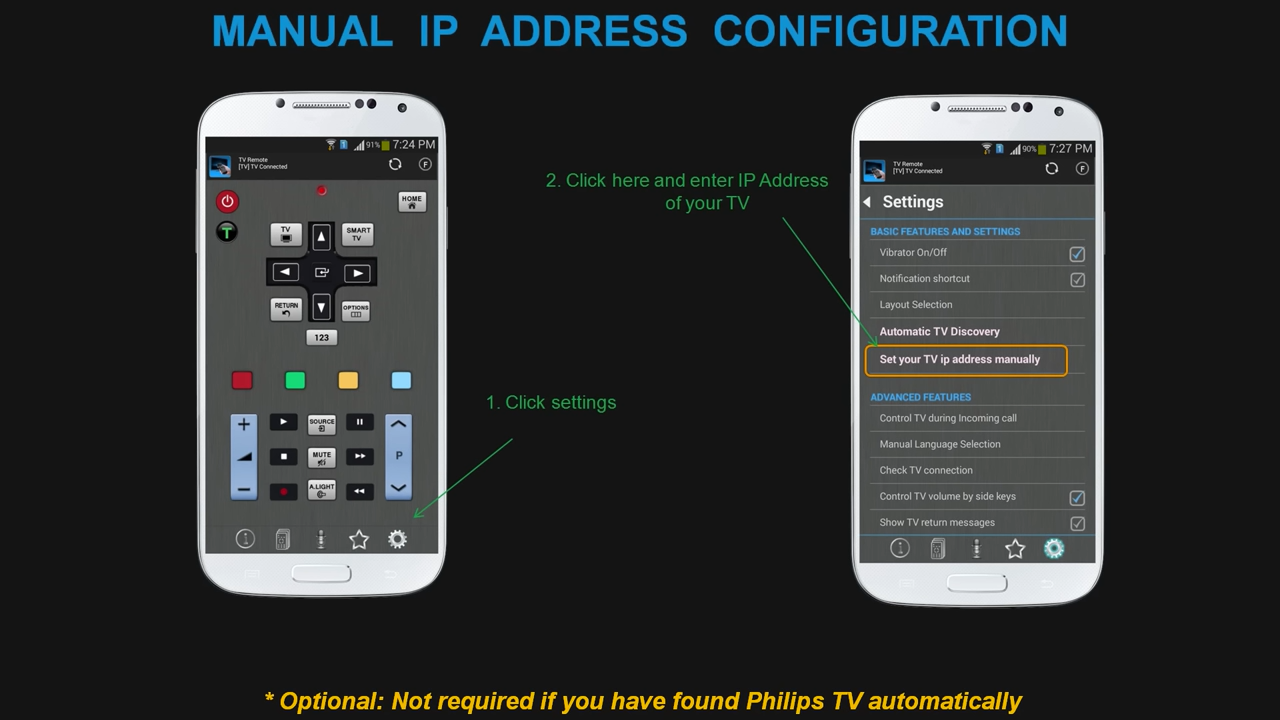 MANUAL IP ADDRESS CONFIGURATION
91% 7:24 PM
TV Remote
[TV] TV Connected
F
HOME
T
TV
SMART
TV
RETURN
OPTIONS
123
+
SOURCE
MUTE
P
A.LIGHT
−
1. Click settings
2. Click here and enter IP Address
of your TV
90% 7:27 PM
TV Remote
[TV] TV Connected
F
Settings
BASIC FEATURES AND SETTINGS
Vibrator On/Off
Notification shortcut
Layout Selection
Automatic TV Discovery
Set your TV ip address manually
ADVANCED FEATURES
Control TV during Incoming call
Manual Language Selection
Check TV connection
Control TV volume by side keys
Show TV return messages
* Optional: Not required if you have found Philips TV automatically